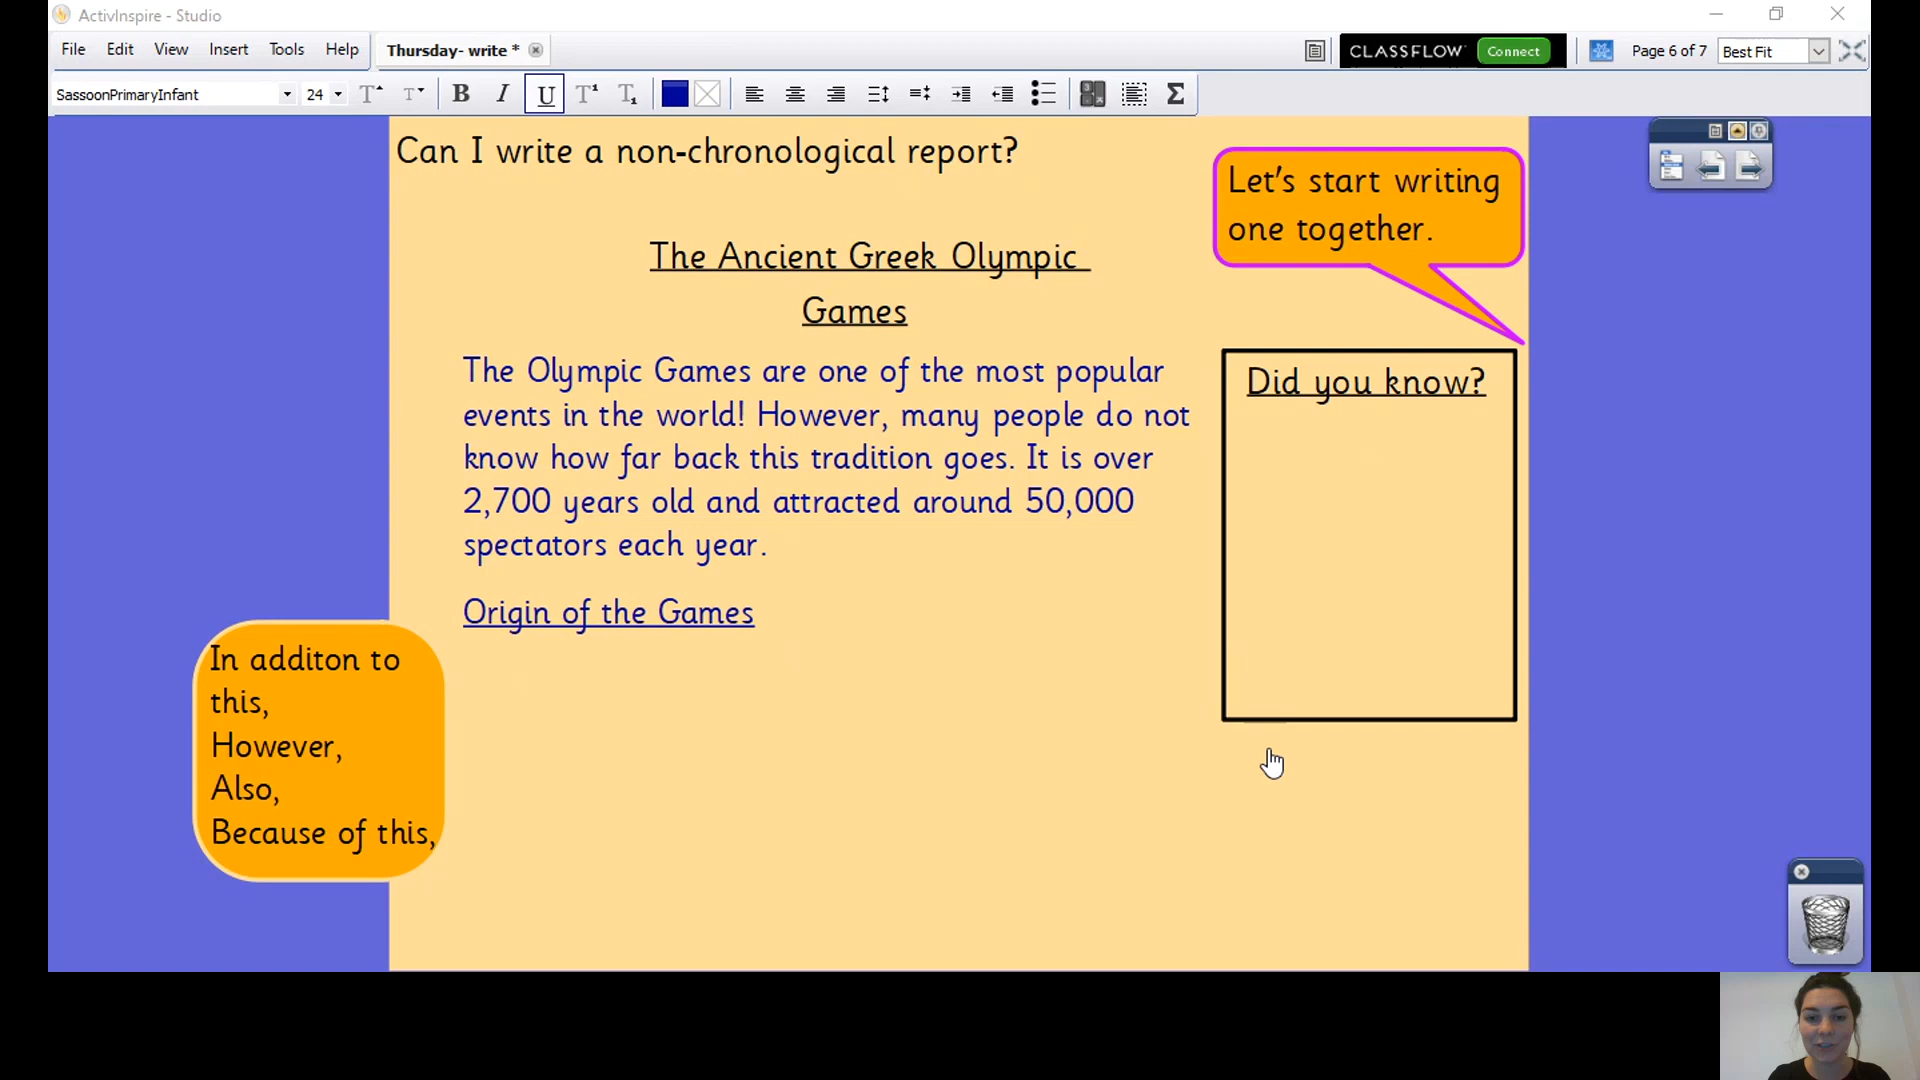 ActivInspire - Studio
File Edit View Insert Tools Help
Thursday- write *
CLASSFLOW Connect
Page 6 of 7
Best Fit
SassoonPrimaryInfant 24
Can I write a non-chronological report?
Let's start writing
one together.
The Ancient Greek Olympic
Games
The Olympic Games are one of the most popular
events in the world! However, many people do not
know how far back this tradition goes. It is over
2,700 years old and attracted around 50,000
spectators each year.
Origin of the Games
Did you know?
In additon to
this,
However,
Also,
Because of this,